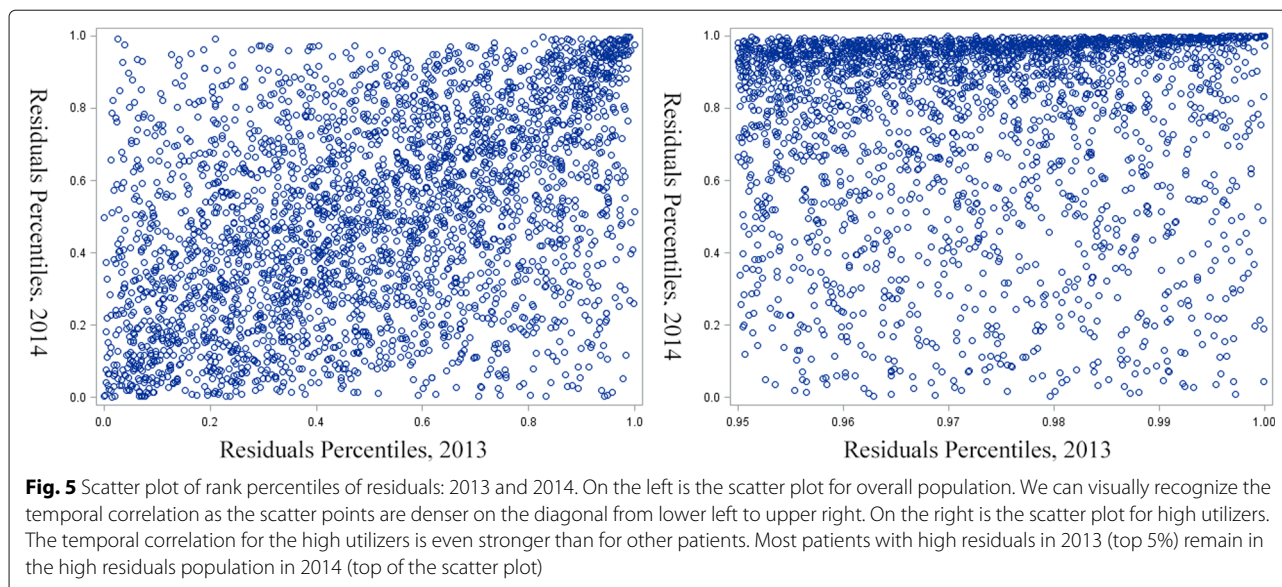 1.0
0.8
0.6
0.4
0.2
0.0
Residuals Percentiles. 2014
0.0 0.2 0.4 0.6 0.8 1.0
Residuals Percentiles, 2013
1.0
0.8
0.6
0.4
0.2
0.0
Residuals Percentiles. 2014
0.95 0.96 0.97 0.98 0.99 1.00
Residuals Percentiles, 2013
Fig. 5 Scatter plot of rank percentiles of residuals: 2013 and 2014. On the left is the scatter plot for overall population. We can visually recognize the
temporal correlation as the scatter points are denser on the diagonal from lower left to upper right. On the right is the scatter plot for high utilizers.
The temporal correlation for the high utilizers is even stronger than for other patients. Most patients with high residuals in 2013 (top 5%) remain in
the high residuals population in 2014 (top of the scatter plot)